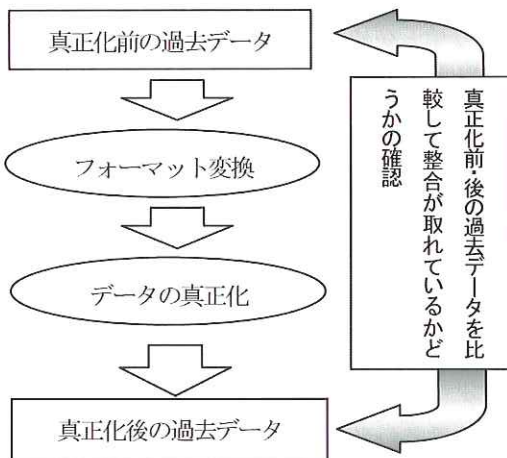 真正化前の過去データ
フォーマット変換
データの真正化
真正化後の過去データ
真正化前・後の過去データを比
較して整合が取れているかど
うかの確認